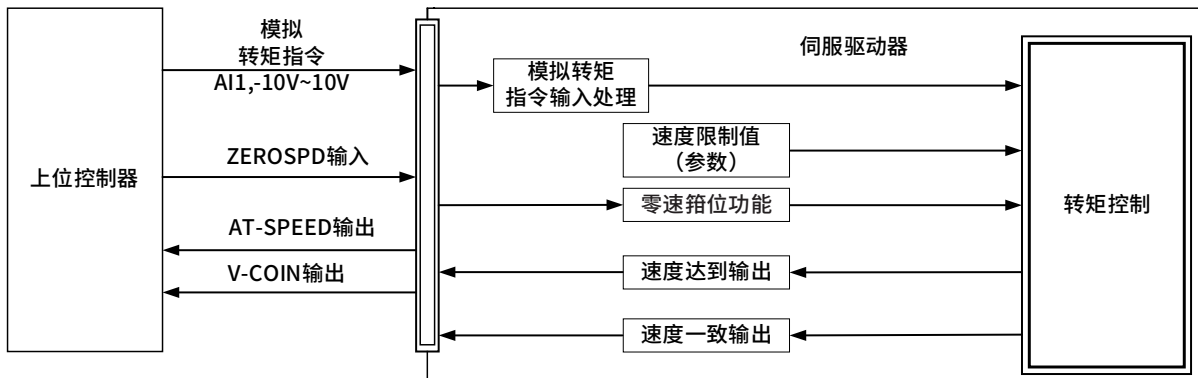 模拟
转矩指令
AI1,-10V~10V
ZEROSPD输入
上位控制器
AT-SPEED输出
V-COIN输出
伺服驱动器
模拟转矩
指令输入处理
速度限制值
（参数）
零速箝位功能
速度达到输出
速度一致输出
转矩控制